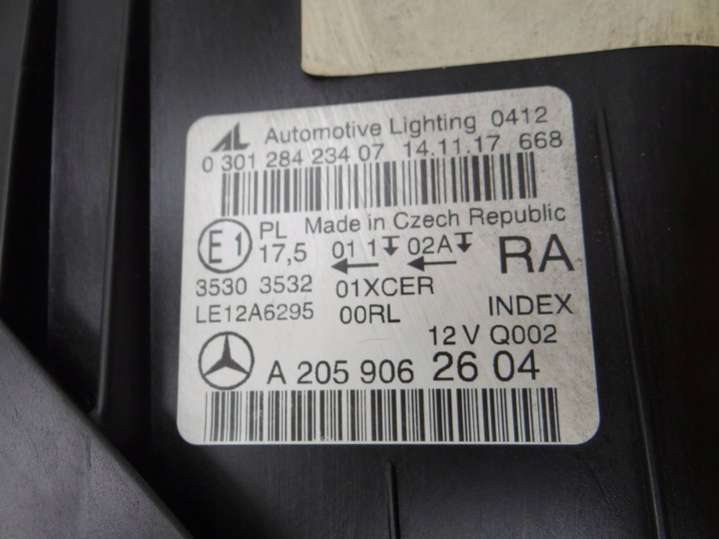 AL Automotive Lighting 0412
0 301 284 234 07 14.11.17 668
E1 PL Made in Czech Republic
17,5 01 1 02A RA
3530 3532 01XCER
LE12A6295 00RL INDEX
12 V Q002
A 205 906 26 04